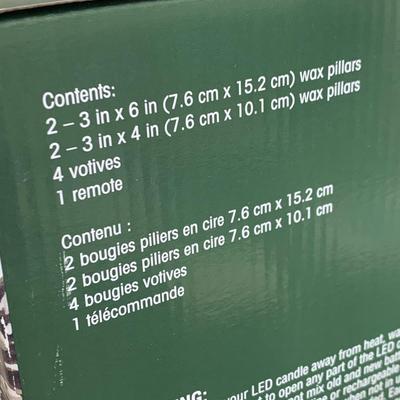 Contents:
2 – 3 in x 6 in (7.6 cm x 15.2 cm) wax pillars
2 – 3 in x 4 in (7.6 cm x 10.1 cm) wax pillars
4 votives
1 remote
Contenu :
2 bougies piliers en cire 7.6 cm x 15.2 cm
2 bougies piliers en cire 7.6 cm x 10.1 cm
4 bougies votives
1 télécommande
your LED candle away from heat, 
to open any part of the LED
not mix old and new
or rechargeable
when not in